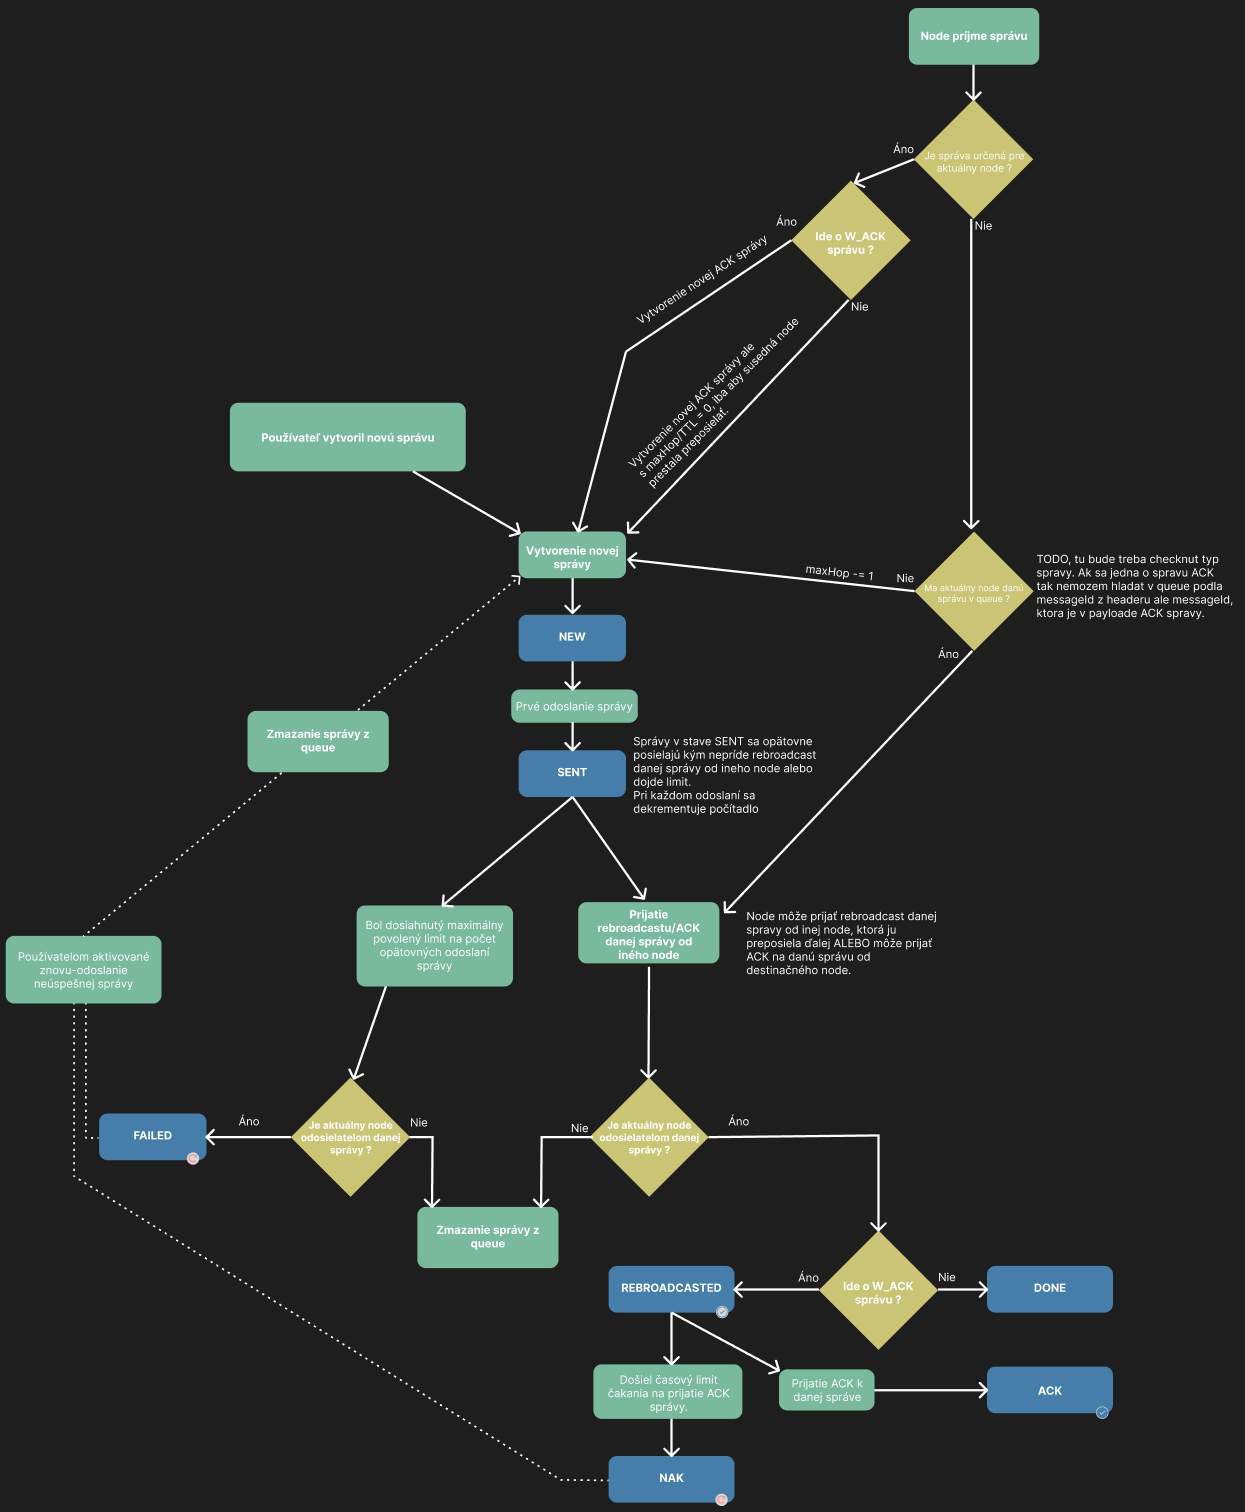 Node príjme správu
Áno
Je správa určená pre
aktuálny node ?
Nie
Áno
Ide o W_ACK
správu ?
Nie
Vytvorenie novej ACK správy
Vytvorenie novej ACK správy ale
s maxHop/TTL = 0, iba aby susedná node
prestala preposielať.
Používateľ vytvoril novú správu
Vytvorenie novej
správy
maxHop -= 1
Nie
Ma aktuálny node danú
správu v queue ?
TODO, tu bude treba checknut typ
spravy. Ak sa jedna o spravu ACK
tak nemozem hladat v queue podla
messageId z headeru ale messageId,
ktora je v payloade ACK spravy.
Áno
NEW
Prvé odoslanie správy
Zmazanie správy z
queue
SENT
Správy v stave SENT sa opätovne
posielajú kým nepríde rebroadcast
danej správy od ineho node alebo
dojde limit.
Pri každom odoslaní sa
dekrementuje počítadlo
Bol dosiahnutý maximálny
povolený limit na počet
opätovných odoslaní
správy
Prijatie
rebroadcastu/ACK
danej správy od
iného node
Node môže prijať rebroadcast danej
spravy od inej node, ktorá ju
preposiela ďalej ALEBO môže prijať
ACK na danú správu od
destinačného node.
Používatelom aktivované
znovu-odoslanie
neúspešnej správy
FAILED
Áno
Je aktuálny node
odosielatelom danej
správy ?
Nie
Nie
Je aktuálny node
odosielatelom danej
správy ?
Áno
Zmazanie správy z
queue
REBROADCASTED
Áno
Ide o W_ACK
správu ?
Nie
DONE
Došiel časový limit
čakania na prijatie ACK
správy.
Prijatie ACK k
danej správe
ACK
NAK